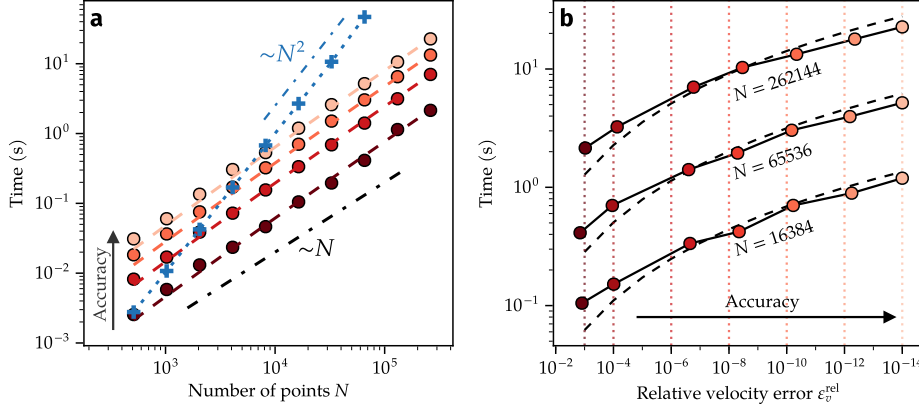 a
10¹
10⁰
10⁻¹
10⁻²
10⁻³
Time (s)
Accuracy
~N²
~N
10³
10⁴
10⁵
Number of points N
b
10¹
10⁰
10⁻¹
Time (s)
N = 262144
N = 65536
N = 16384
Accuracy
10⁻²
10⁻⁴
10⁻⁶
10⁻⁸
10⁻¹⁰
10⁻¹²
10⁻¹⁴
Relative velocity error εᵥʳᵉˡ